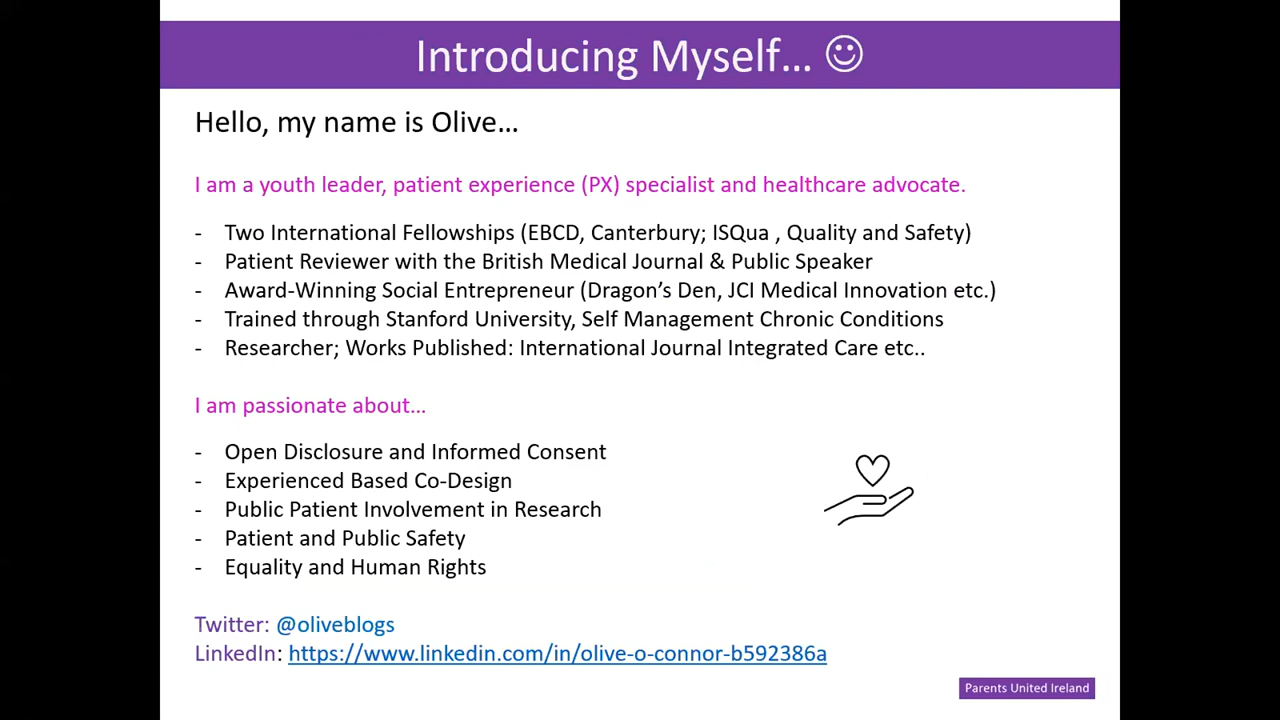 Introducing Myself... ☺
Hello, my name is Olive...
I am a youth leader, patient experience (PX) specialist and healthcare advocate.
- Two International Fellowships (EBCD, Canterbury; ISQua , Quality and Safety)
- Patient Reviewer with the British Medical Journal & Public Speaker
- Award-Winning Social Entrepreneur (Dragon's Den, JCI Medical Innovation etc.)
- Trained through Stanford University, Self Management Chronic Conditions
- Researcher; Works Published: International Journal Integrated Care etc..
I am passionate about...
- Open Disclosure and Informed Consent
- Experienced Based Co-Design
- Public Patient Involvement in Research
- Patient and Public Safety
- Equality and Human Rights
Twitter: @oliveblogs
LinkedIn: https://www.linkedin.com/in/olive-o-connor-b592386a
Parents United Ireland